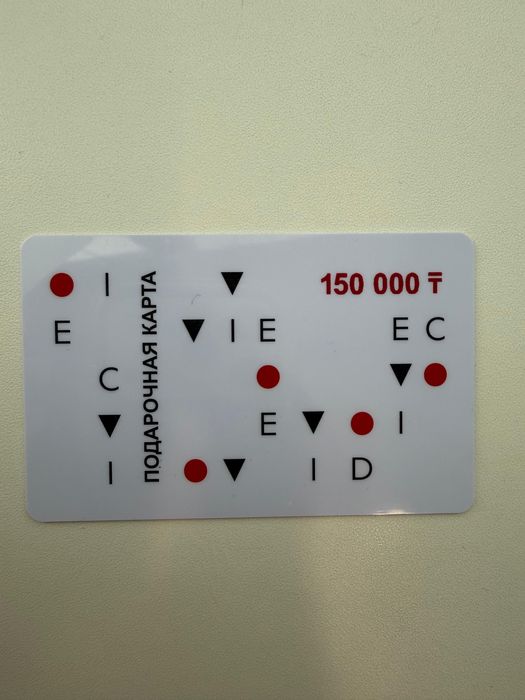 ● I ▼ 150 000 ₸
E ▼ I E E C
C ● ▼ ●
▼ E ▼ ● I
I ● ▼ I D
ПОДАРОЧНАЯ КАРТА